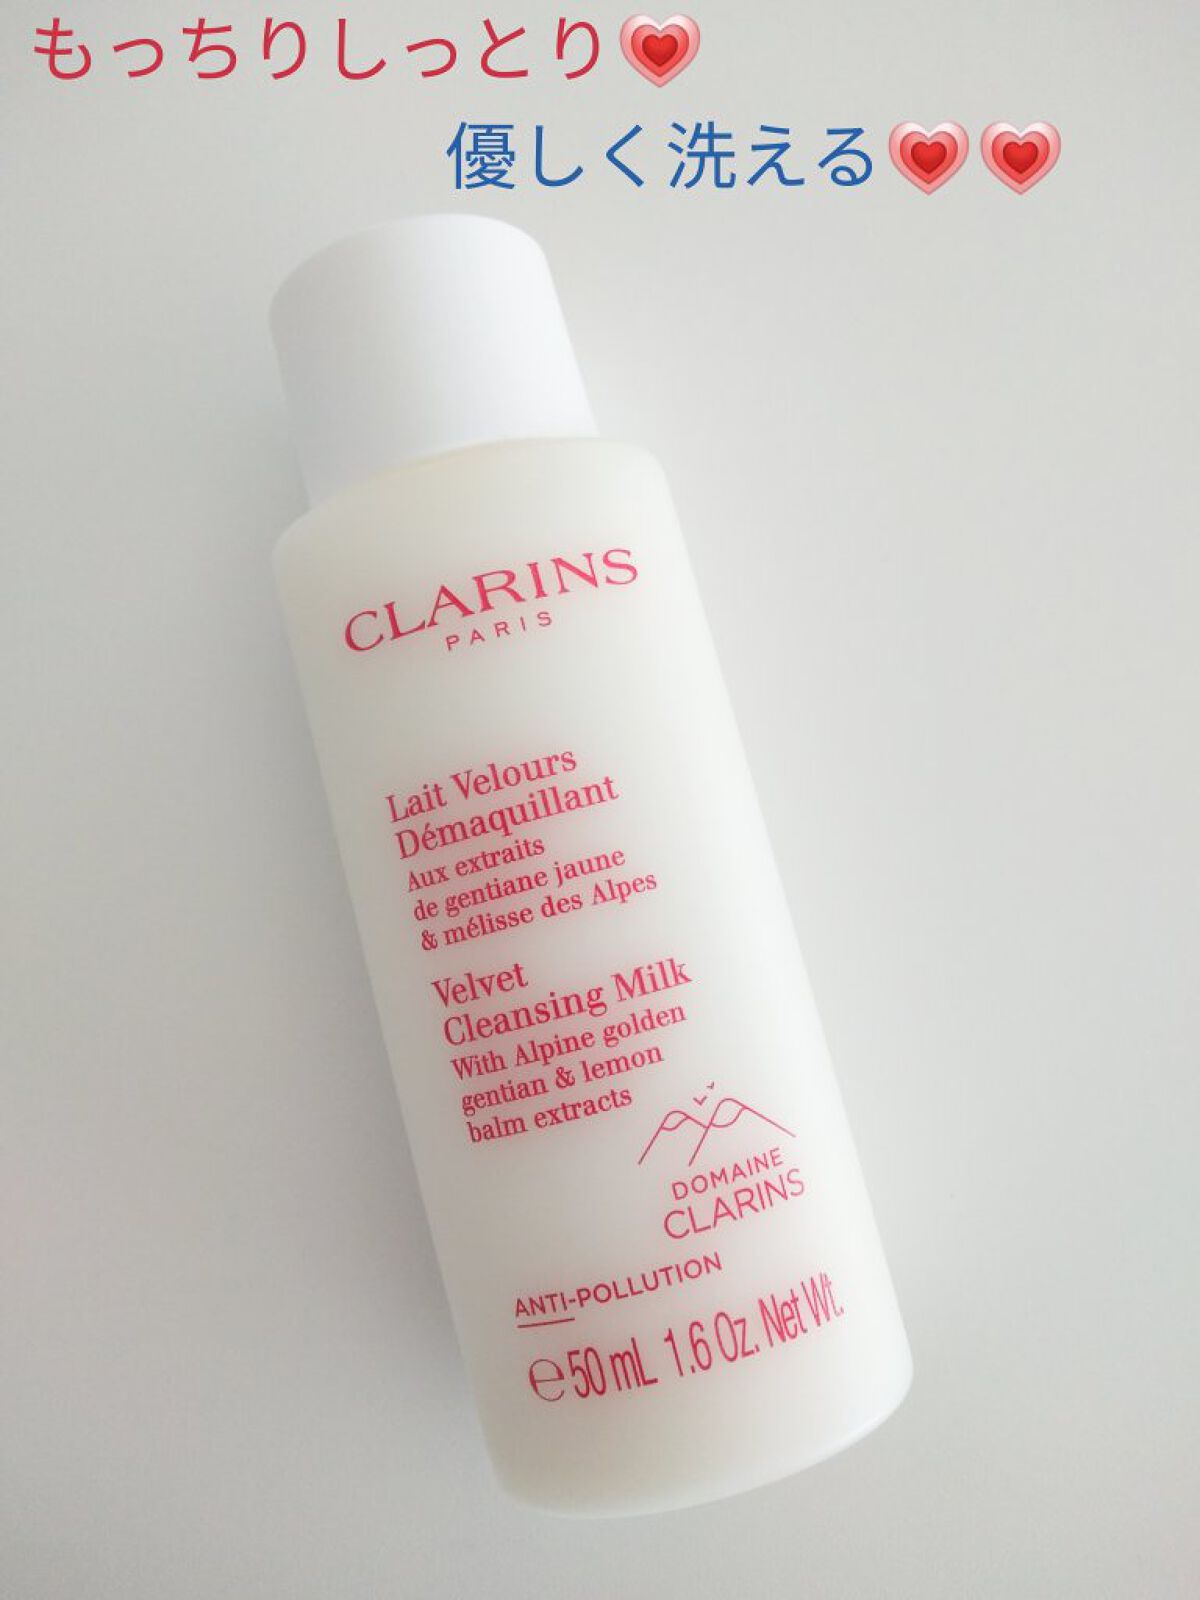 もっちりしっとり💗
優しく洗える💗💗
CLARINS
PARIS
Lait Velours
Démaquillant
Aux extraits
de gentiane jaune
& mélisse des Alpes
Velvet
Cleansing Milk
With Alpine golden
gentian & lemon
balm extracts
DOMAINE
CLARINS
ANTI-POLLUTION
℮50 mL 1.6 Oz. Net Wt.